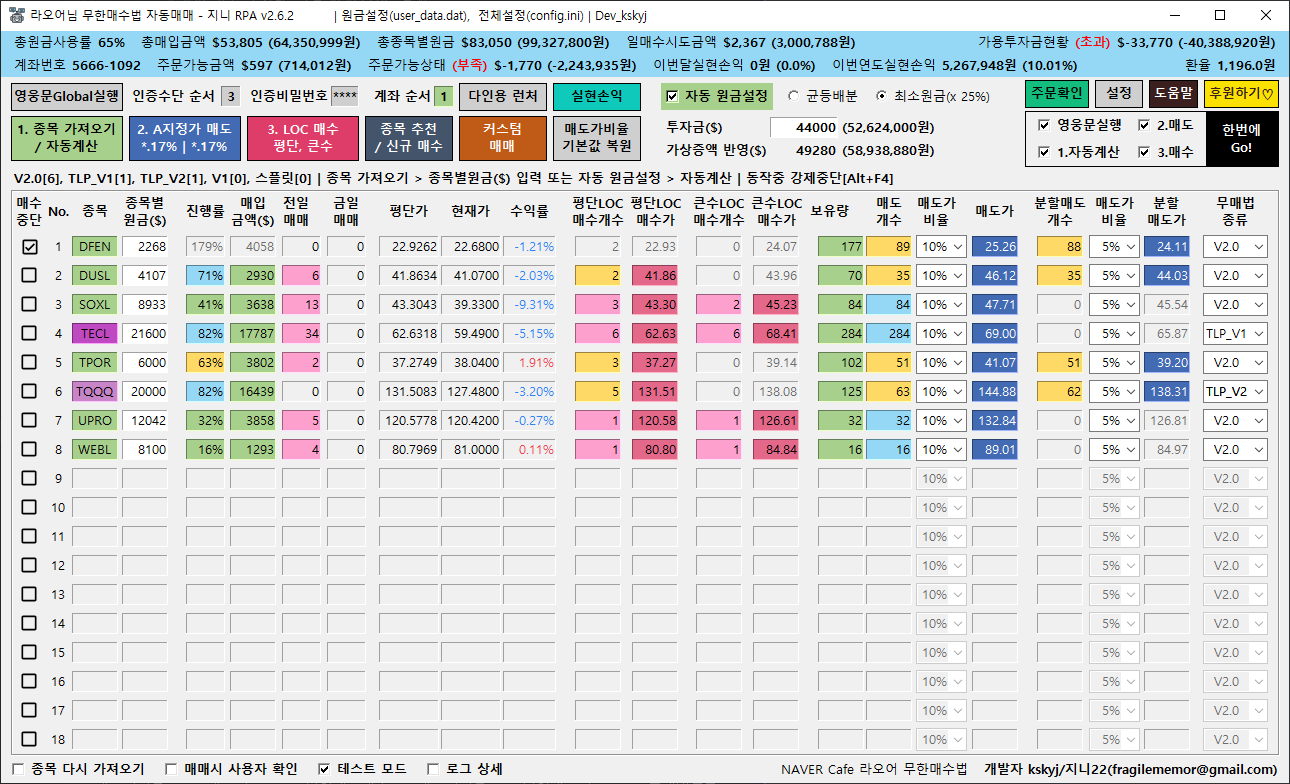 라오어님 무한매수법 자동매매 - 지니 RPA v2.6.2 | 원금설정(user_data.dat), 전체설정(config.ini) | Dev_kskyj
총원금사용률 65% 총매입금액 $53,805 (64,350,999원) 총종목별원금 $83,050 (99,327,800원) 일매수시도금액 $2,367 (3,000,788원) 가용투자금현황 (초과) $-33,770 (-40,388,920원)
계좌번호 5666-1092 주문가능금액 $597 (714,012원) 주문가능상태 (부족) $-1,770 (-2,243,935원) 이번달실현손익 0원 (0.0%) 이번연도실현손익 5,267,948원 (10.01%) 환율 1,196.0원
영웅문Global실행 인증수단 순서 3 인증비밀번호 **** 계좌 순서 1 다인용 런처 실현손익 자동 원금설정 균등배분 최소원금(x 25%) 주문확인 설정 도움말 후원하기♡
1. 종목 가져오기 / 자동계산
2. A지정가 매도 *.17% | *.17%
3. LOC 매수 평단, 큰수
종목 추천 / 신규 매수
커스텀 매매
매도가비율 기본값 복원
투자금($) 44000 (52,624,000원)
가상증액 반영($) 49280 (58,938,880원)
영웅문실행 2.매도
1.자동계산 3.매수
한번에 Go!
V2.0[6], TLP_V1[1], TLP_V2[1], V1[0], 스플릿[0] | 종목 가져오기 > 종목별원금($) 입력 또는 자동 원금설정 > 자동계산 | 동작중 강제중단[Alt+F4]
매수중단 No. 종목 종목별원금($) 진행률 매입금액($) 전일매매 금일매매 평단가 현재가 수익률 평단LOC매수개수 평단LOC매수가 큰수LOC매수개수 큰수LOC매수가 보유량 매도개수 매도가비율 매도가 분할매도개수 매도가비율 분할매도가 무매법종류
1 DFEN 2268 179% 4058 0 0 22.9262 22.6800 -1.21% 2 22.93 0 24.07 177 89 10% 25.26 88 5% 24.11 V2.0
2 DUSL 4107 71% 2930 6 0 41.8634 41.0700 -2.03% 2 41.86 0 43.96 70 35 10% 46.12 35 5% 44.03 V2.0
3 SOXL 8933 41% 3638 13 0 43.3043 39.3300 -9.31% 3 43.30 2 45.23 84 84 10% 47.71 0 5% 45.54 V2.0
4 TECL 21600 82% 17787 34 0 62.6318 59.4900 -5.15% 6 62.63 6 68.41 284 284 10% 69.00 0 5% 65.87 TLP_V1
5 TPOR 6000 63% 3802 2 0 37.2749 38.0400 1.91% 3 37.27 0 39.14 102 51 10% 41.07 51 5% 39.20 V2.0
6 TQQQ 20000 82% 16439 0 0 131.5083 127.4800 -3.20% 5 131.51 0 138.08 125 63 10% 144.88 62 5% 138.31 TLP_V2
7 UPRO 12042 32% 3858 5 0 120.5778 120.4200 -0.27% 1 120.58 1 126.61 32 32 10% 132.84 0 5% 126.81 V2.0
8 WEBL 8100 16% 1293 4 0 80.7969 81.0000 0.11% 1 80.80 1 84.84 16 16 10% 89.01 0 5% 84.97 V2.0
9 10% 5% V2.0
10 10% 5% V2.0
11 10% 5% V2.0
12 10% 5% V2.0
13 10% 5% V2.0
14 10% 5% V2.0
15 10% 5% V2.0
16 10% 5% V2.0
17 10% 5% V2.0
18 10% 5% V2.0
종목 다시 가져오기 매매시 사용자 확인 테스트 모드 로그 상세 NAVER Cafe 라오어 무한매수법 개발자 kskyj/지니22(fragilememor@gmail.com)